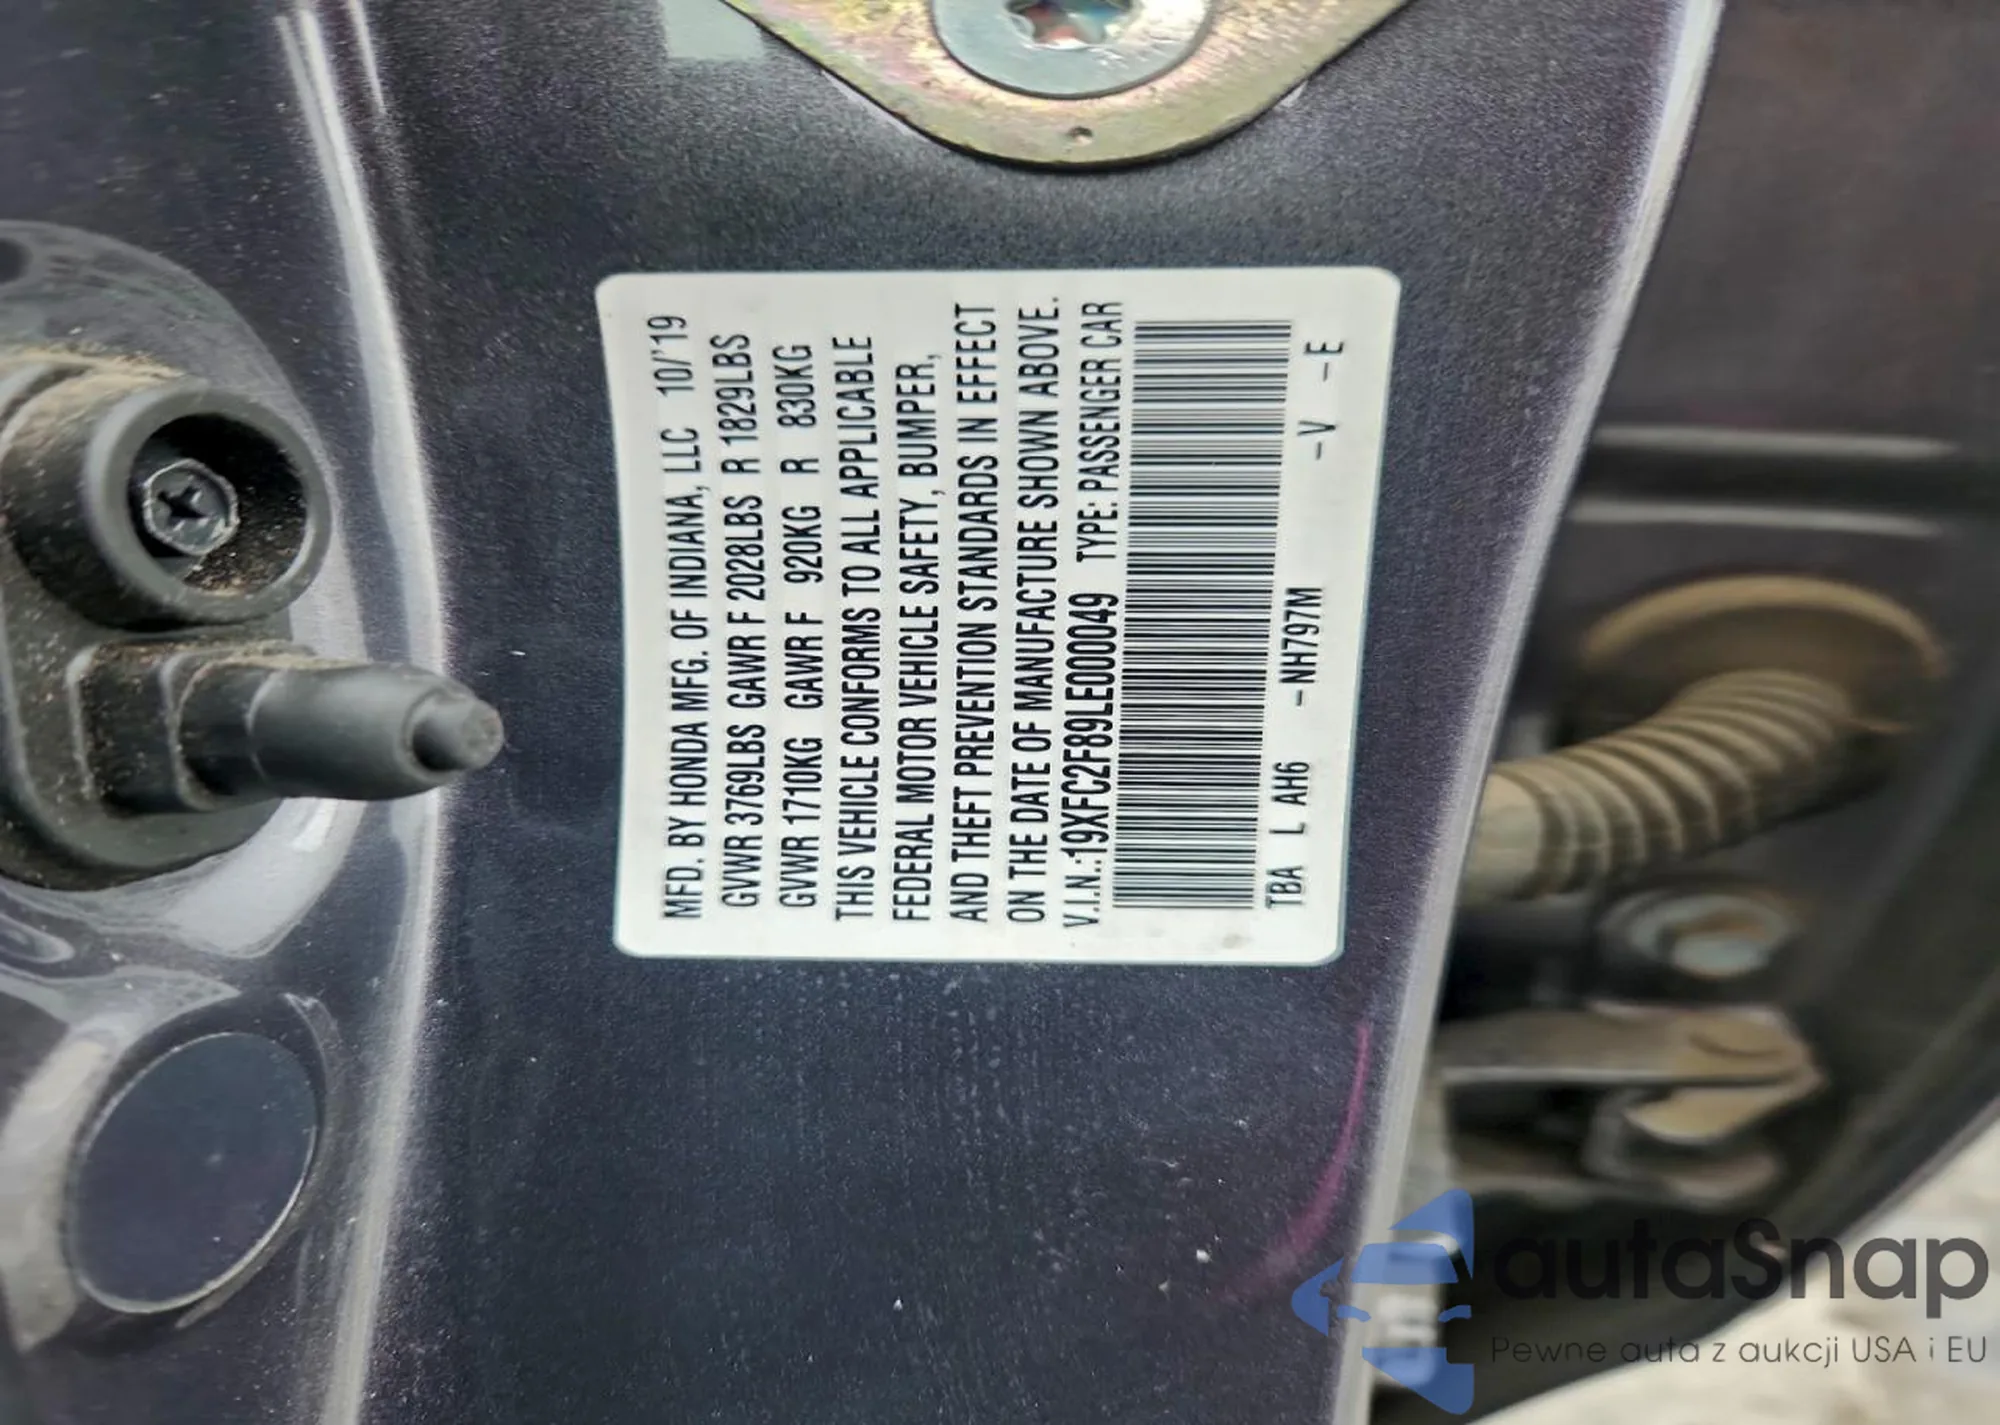 MFD. BY HONDA MFG. OF INDIANA, LLC 10/'19
GVWR 3769LBS GAWR F 2028LBS R 1829LBS
GVWR 1710KG GAWR F 920KG R 830KG
THIS VEHICLE CONFORMS TO ALL APPLICABLE
FEDERAL MOTOR VEHICLE SAFETY, BUMPER,
AND THEFT PREVENTION STANDARDS IN EFFECT
ON THE DATE OF MANUFACTURE SHOWN ABOVE.
V.I.N.:19XFC2F89LE000049 TYPE: PASSENGER CAR
TBA L AH6 -NH797M -V -E
autaSnap
Pewne auta z aukcji USA i EU